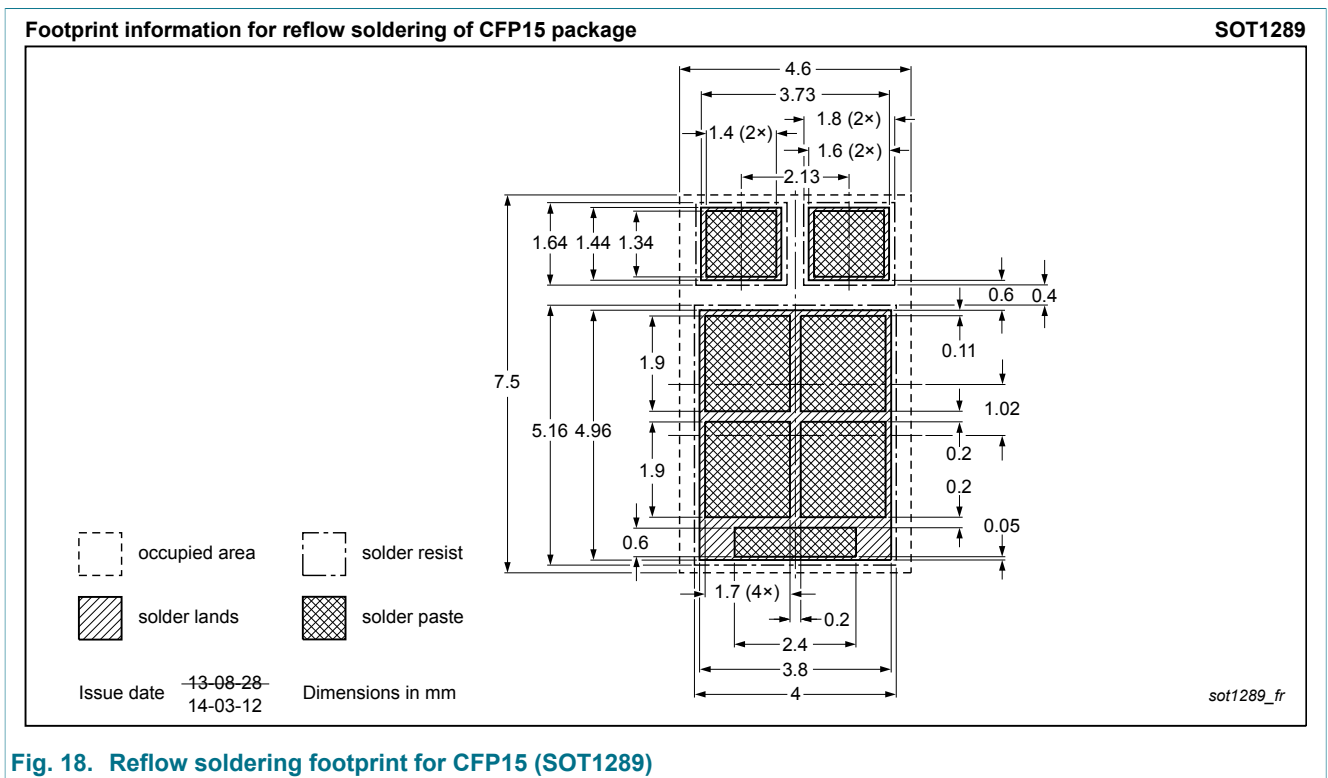 Footprint information for reflow soldering of CFP15 package SOT1289
4.6
3.73
1.4 (2×) 1.8 (2×)
1.6 (2×)
2.13
1.64 1.44 1.34
0.6 0.4
0.11
1.9
7.5
1.02
5.16 4.96
0.2
1.9
0.2
0.05
0.6
1.7 (4×)
0.2
2.4
3.8
4
occupied area solder resist
solder lands solder paste
Issue date 13-08-28 Dimensions in mm
14-03-12
sot1289_fr
Fig. 18. Reflow soldering footprint for CFP15 (SOT1289)